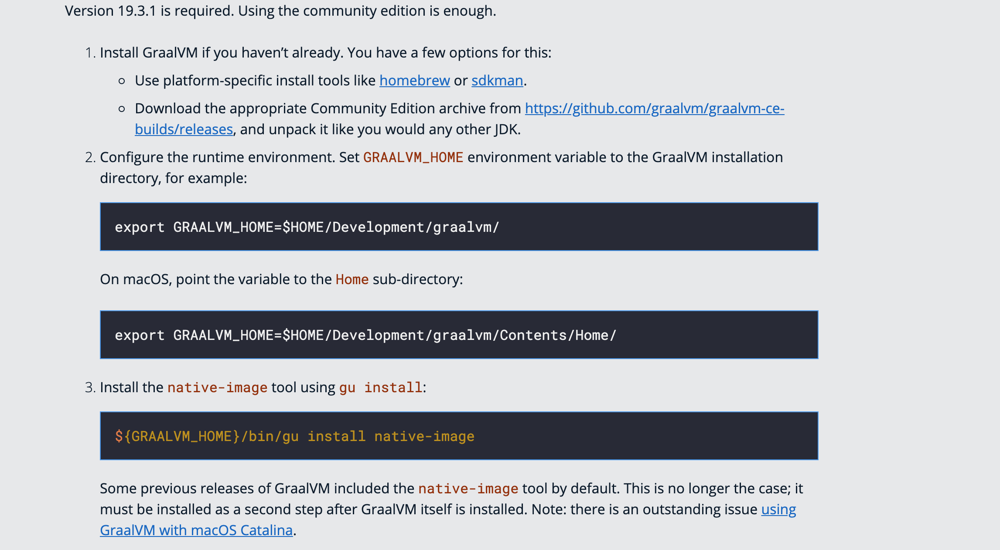 Version 19.3.1 is required. Using the community edition is enough.
1. Install GraalVM if you haven’t already. You have a few options for this:
Use platform-specific install tools like homebrew or sdkman.
Download the appropriate Community Edition archive from https://github.com/graalvm/graalvm-ce-
builds/releases, and unpack it like you would any other JDK.
2. Configure the runtime environment. Set GRAALVM_HOME environment variable to the GraalVM installation
directory, for example:
export GRAALVM_HOME=$HOME/Development/graalvm/
On macOS, point the variable to the Home sub-directory:
export GRAALVM_HOME=$HOME/Development/graalvm/Contents/Home/
3. Install the native-image tool using gu install:
${GRAALVM_HOME}/bin/gu install native-image
Some previous releases of GraalVM included the native-image tool by default. This is no longer the case; it
must be installed as a second step after GraalVM itself is installed. Note: there is an outstanding issue using
GraalVM with macOS Catalina.